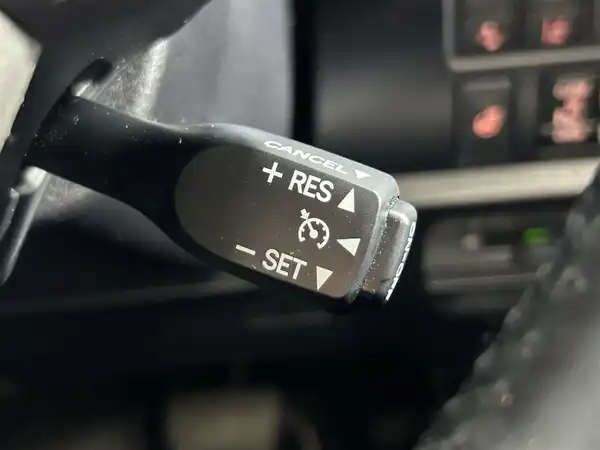 CANCEL ▼
+ RES ▲
◀
− SET ▼